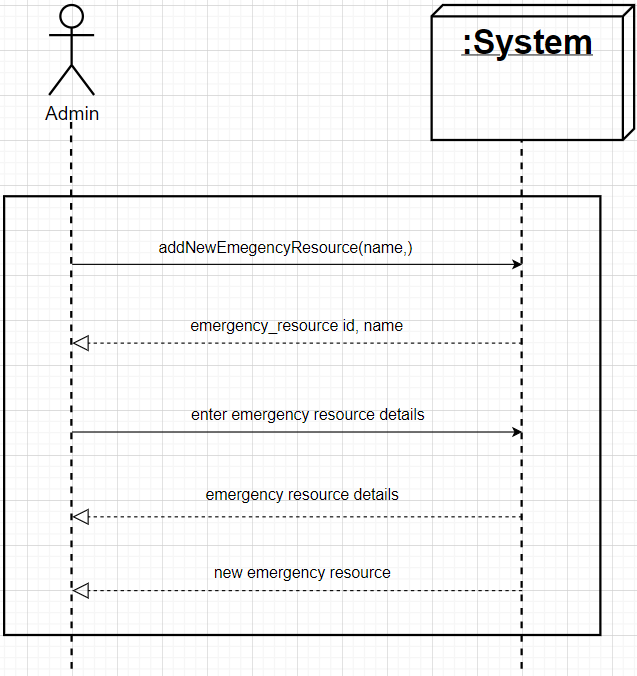 :System
Admin
addNewEmegencyResource(name,)
emergency_resource id, name
enter emergency resource details
emergency resource details
new emergency resource